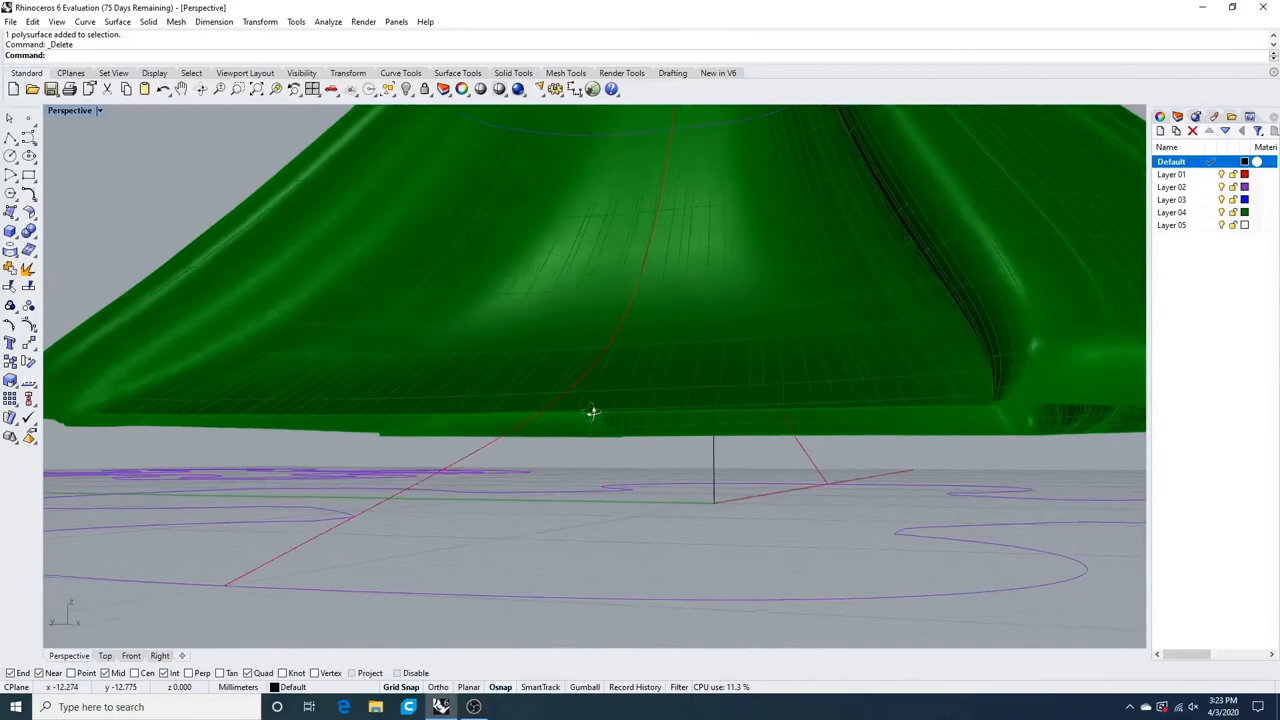 Rhinoceros 6 Evaluation (75 Days Remaining) - [Perspective]
File Edit View Curve Surface Solid Mesh Dimension Transform Tools Analyze Render Panels Help
1 polysurface added to selection.
Command: _Delete
Command:
Standard CPlanes Set View Display Select Viewport Layout Visibility Transform Curve Tools Surface Tools Solid Tools Mesh Tools Render Tools Drafting New in V6
Perspective
Name Materi
Default
Layer 01
Layer 02
Layer 03
Layer 04
Layer 05
z
y x
Perspective Top Front Right
End Near Point Mid Cen Int Perp Tan Quad Knot Vertex Project Disable
CPlane x -12.274 y -12.775 z 0.000 Millimeters Default Grid Snap Ortho Planar Osnap SmartTrack Gumball Record History Filter CPU use: 11.3 %
Type here to search
3:23 PM
4/3/2020